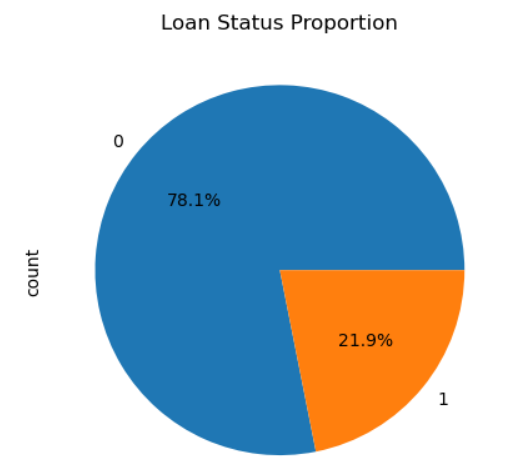 Loan Status Proportion
0
78.1%
count
21.9%
1